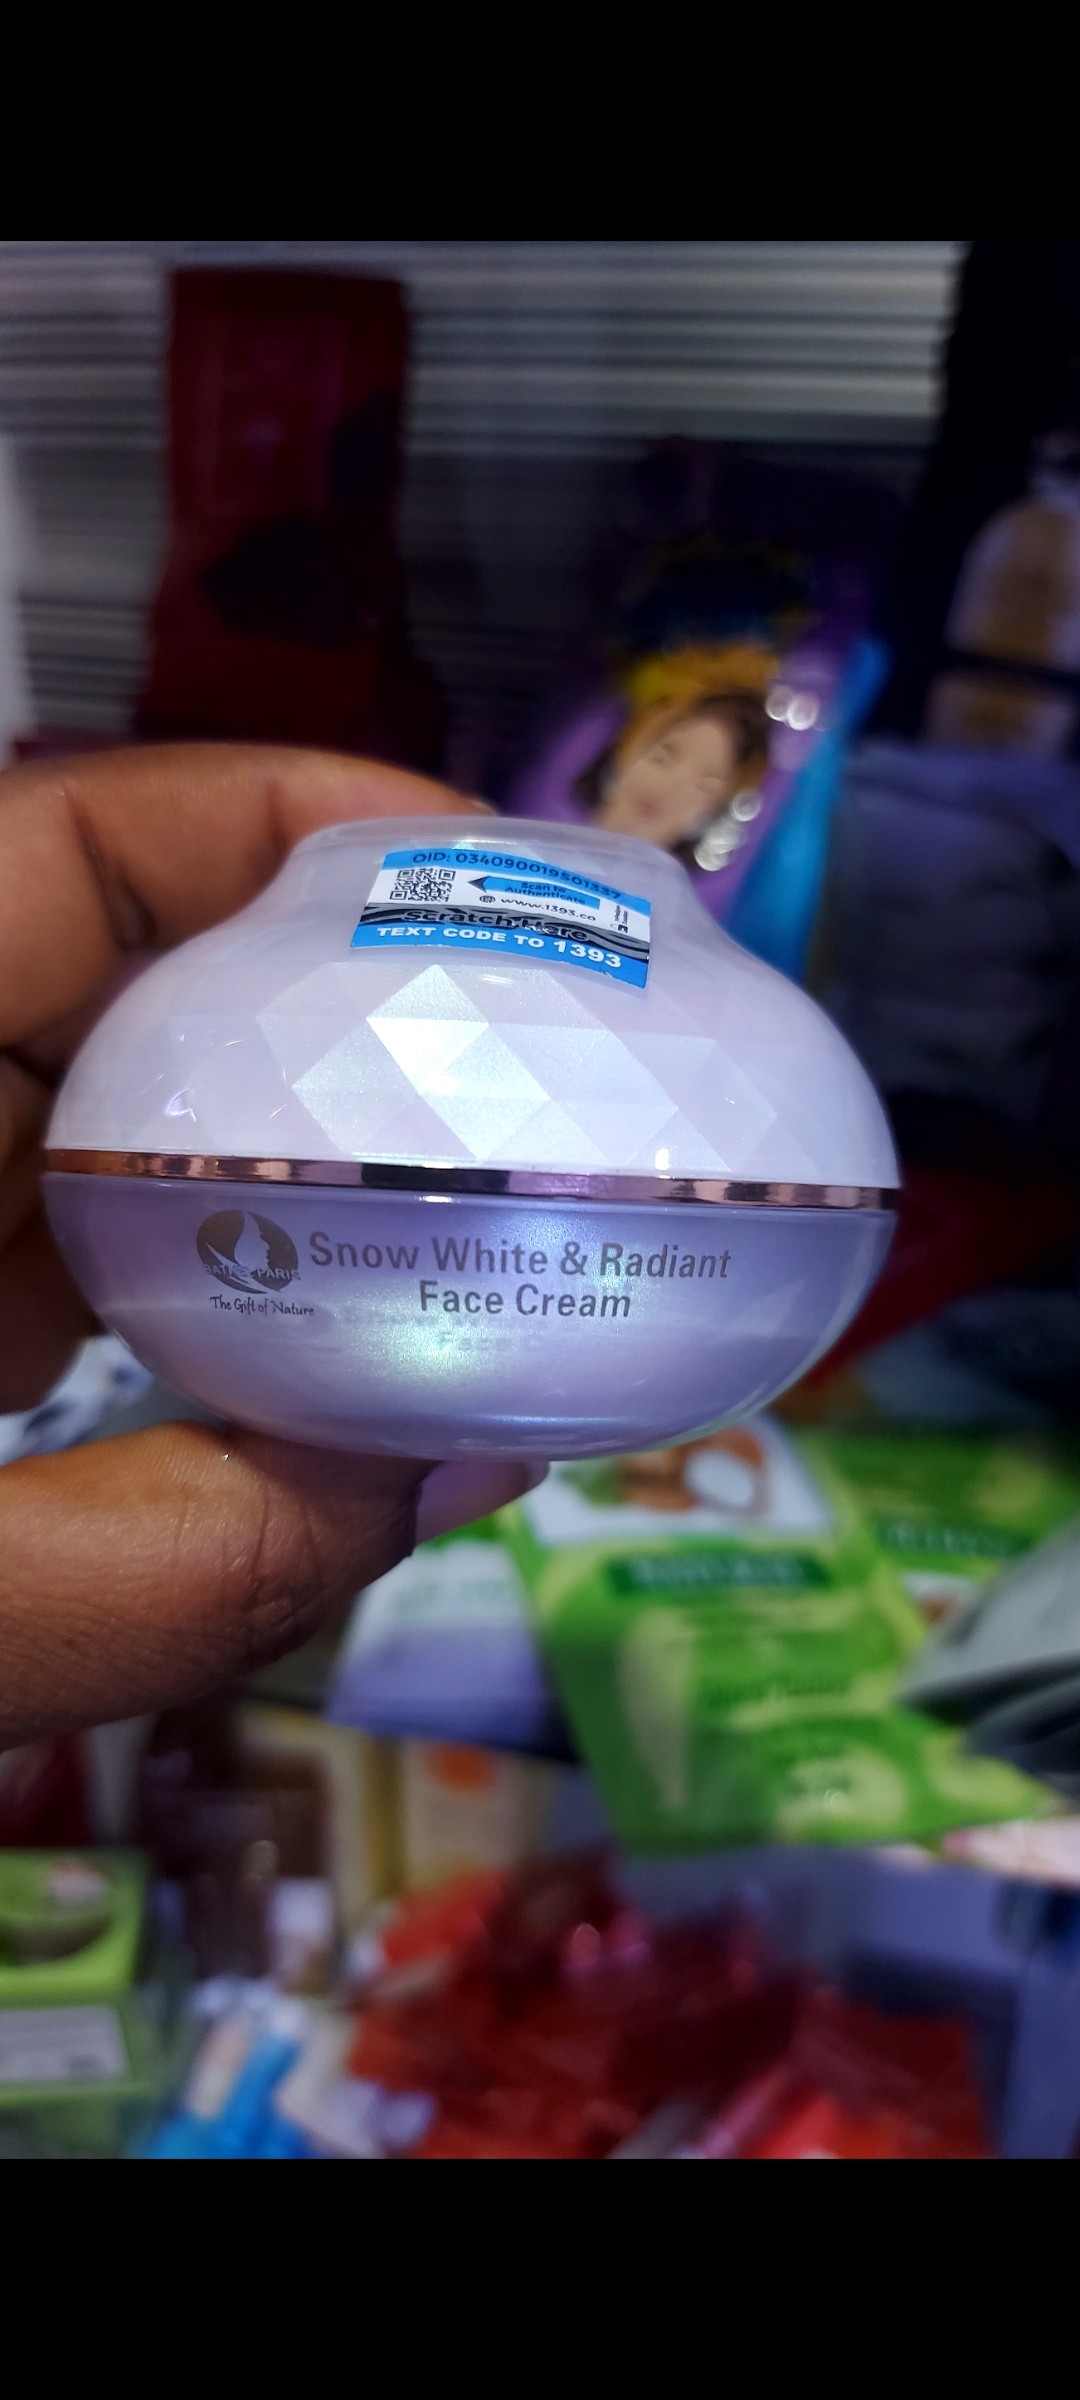 OID: 034090019501337
Scan to
Authenticate
www.1393.co
Scratch Here
TEXT CODE TO 1393
PARIS
The Gift of Nature
Snow White & Radiant
Face Cream